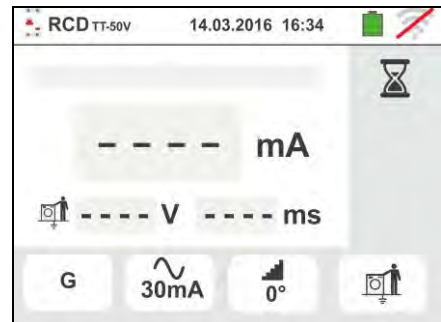 RCD TT-50V 14.03.2016 16:34
- - - - mA
- - - - V - - - - ms
G 30mA 0°